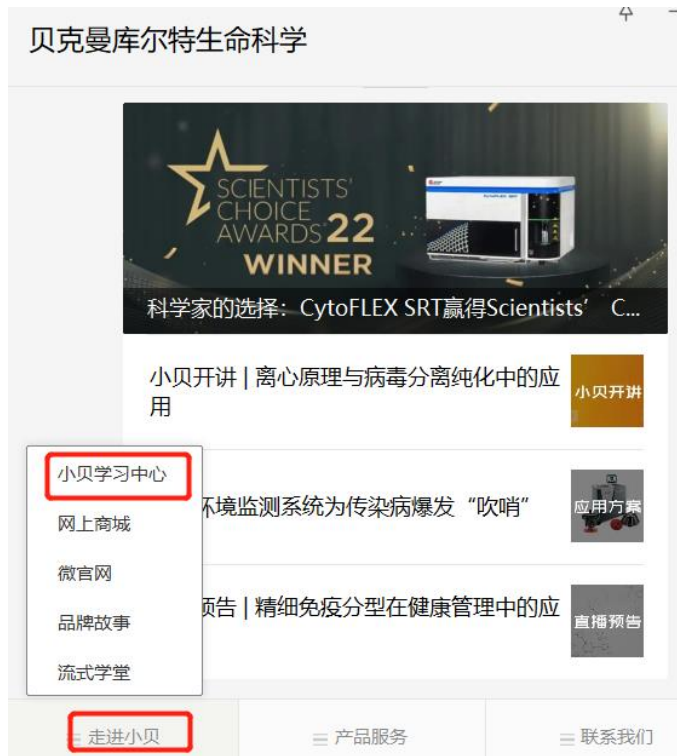 贝克曼库尔特生命科学
SCIENTISTS'
CHOICE
AWARDS 22
WINNER
CYTOFLEX SRT
科学家的选择：CytoFLEX SRT赢得Scientists’ C...
小贝开讲 | 离心原理与病毒分离纯化中的应
用
小贝开讲
环境监测系统为传染病爆发“吹哨”
应用方案
预告 | 精细免疫分型在健康管理中的应
直播预告
小贝学习中心
网上商城
微官网
品牌故事
流式学堂
走进小贝
产品服务
联系我们